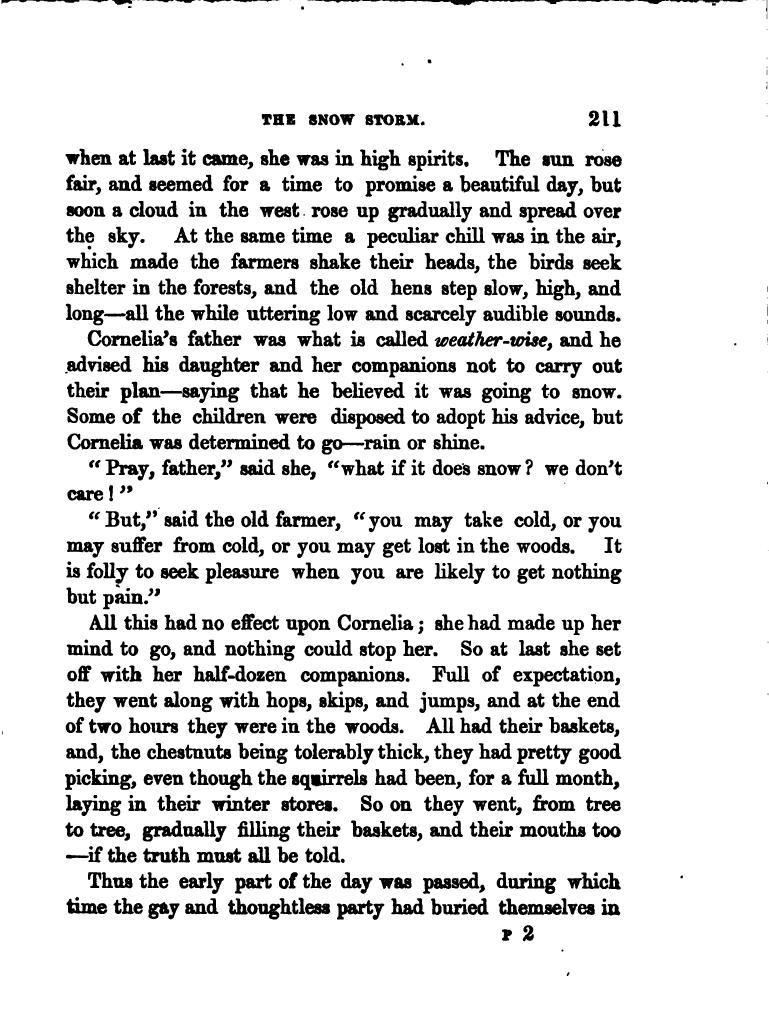 THE SNOW STORM. 211
when at last it came, she was in high spirits. The sun rose
fair, and seemed for a time to promise a beautiful day, but
soon a cloud in the west rose up gradually and spread over
the sky. At the same time a peculiar chill was in the air,
which made the farmers shake their heads, the birds seek
shelter in the forests, and the old hens step slow, high, and
long—all the while uttering low and scarcely audible sounds.
Cornelia's father was what is called weather-wise, and he
advised his daughter and her companions not to carry out
their plan—saying that he believed it was going to snow.
Some of the children were disposed to adopt his advice, but
Cornelia was determined to go—rain or shine.
"Pray, father," said she, "what if it does snow? we don't
care!"
"But," said the old farmer, "you may take cold, or you
may suffer from cold, or you may get lost in the woods. It
is folly to seek pleasure when you are likely to get nothing
but pain."
All this had no effect upon Cornelia; she had made up her
mind to go, and nothing could stop her. So at last she set
off with her half-dozen companions. Full of expectation,
they went along with hops, skips, and jumps, and at the end
of two hours they were in the woods. All had their baskets,
and, the chestnuts being tolerably thick, they had pretty good
picking, even though the squirrels had been, for a full month,
laying in their winter stores. So on they went, from tree
to tree, gradually filling their baskets, and their mouths too
—if the truth must all be told.
Thus the early part of the day was passed, during which
time the gay and thoughtless party had buried themselves in
P 2